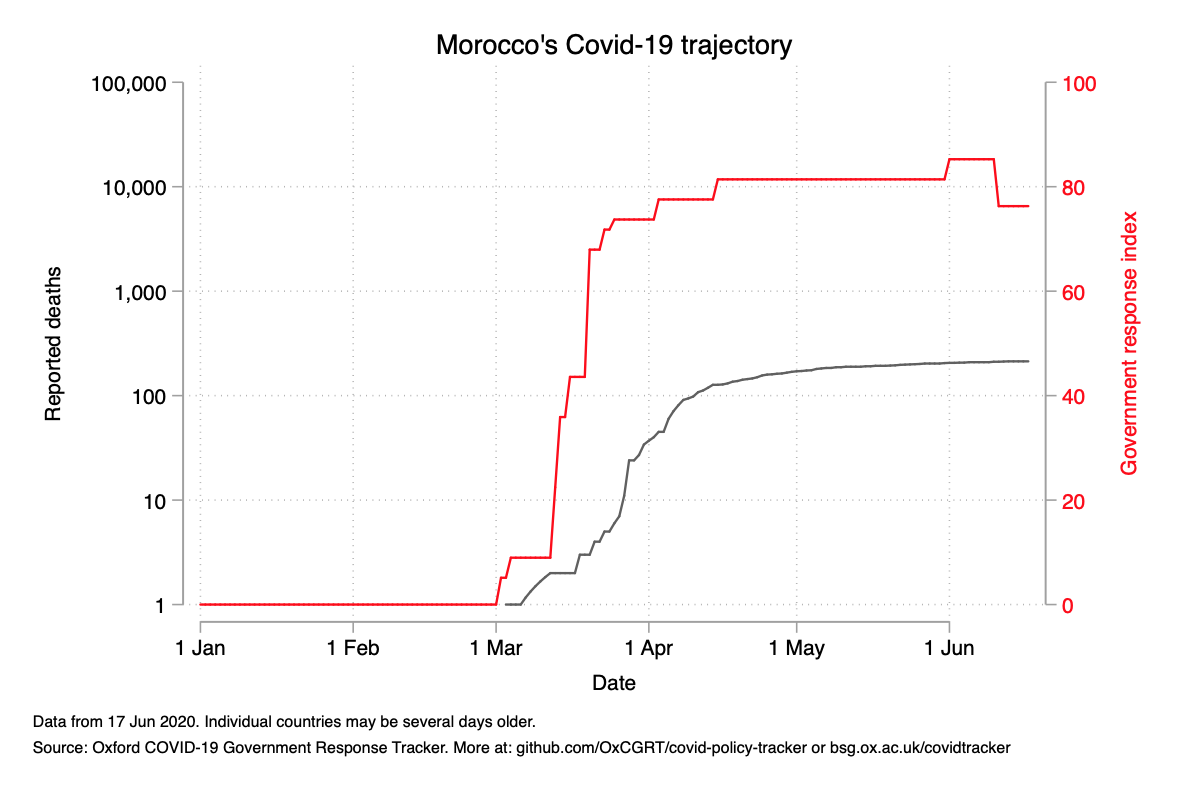 Morocco's Covid-19 trajectory
100,000
10,000
1,000
100
10
1
Reported deaths
100
80
60
40
20
0
Government response index
1 Jan
1 Feb
1 Mar
1 Apr
1 May
1 Jun
Date
Data from 17 Jun 2020. Individual countries may be several days older.
Source: Oxford COVID-19 Government Response Tracker. More at: github.com/OxCGRT/covid-policy-tracker or bsg.ox.ac.uk/covidtracker